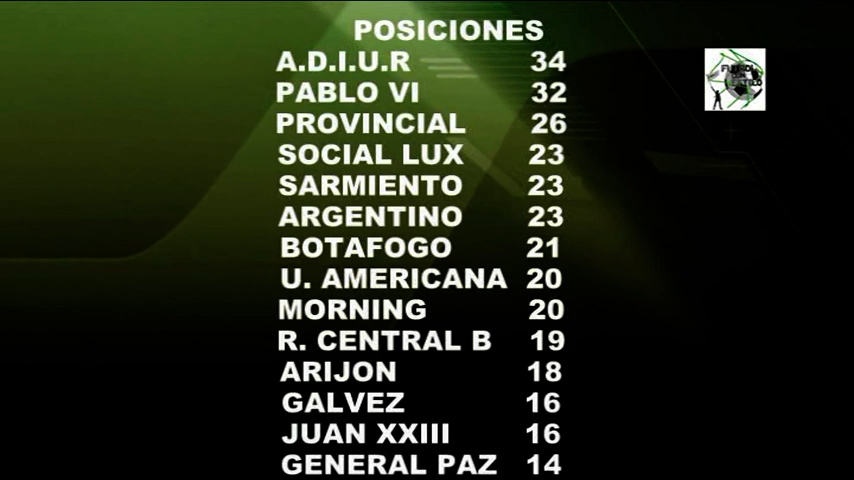 POSICIONES
A.D.I.U.R 34
PABLO VI 32
PROVINCIAL 26
SOCIAL LUX 23
SARMIENTO 23
ARGENTINO 23
BOTAFOGO 21
U. AMERICANA 20
MORNING 20
R. CENTRAL B 19
ARIJON 18
GALVEZ 16
JUAN XXIII 16
GENERAL PAZ 14